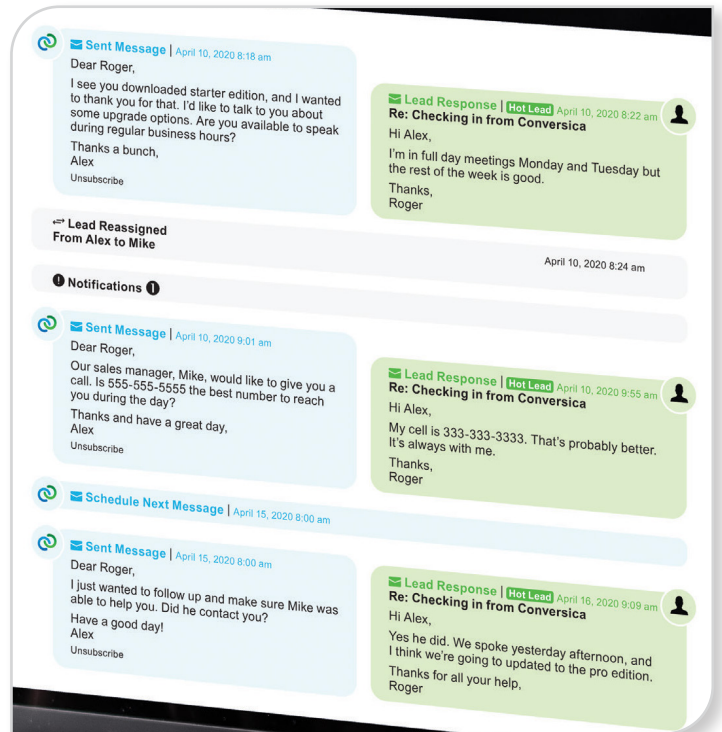 Sent Message | April 10, 2020 8:18 am
Dear Roger,
I see you downloaded starter edition, and I wanted
to thank you for that. I'd like to talk to you about
some upgrade options. Are you available to speak
during regular business hours?
Thanks a bunch,
Alex
Unsubscribe
Lead Response | Hot Lead April 10, 2020 8:22 am
Re: Checking in from Conversica
Hi Alex,
I'm in full day meetings Monday and Tuesday but
the rest of the week is good.
Thanks,
Roger
Lead Reassigned
From Alex to Mike
April 10, 2020 8:24 am
Notifications 1
Sent Message | April 10, 2020 9:01 am
Dear Roger,
Our sales manager, Mike, would like to give you a
call. Is 555-555-5555 the best number to reach
you during the day?
Thanks and have a great day,
Alex
Unsubscribe
Lead Response | Hot Lead April 10, 2020 9:55 am
Re: Checking in from Conversica
Hi Alex,
My cell is 333-333-3333. That's probably better.
It's always with me.
Thanks,
Roger
Schedule Next Message | April 15, 2020 8:00 am
Sent Message | April 15, 2020 8:00 am
Dear Roger,
I just wanted to follow up and make sure Mike was
able to help you. Did he contact you?
Have a good day!
Alex
Unsubscribe
Lead Response | Hot Lead April 16, 2020 9:09 am
Re: Checking in from Conversica
Hi Alex,
Yes he did. We spoke yesterday afternoon, and
I think we're going to updated to the pro edition.
Thanks for all your help,
Roger